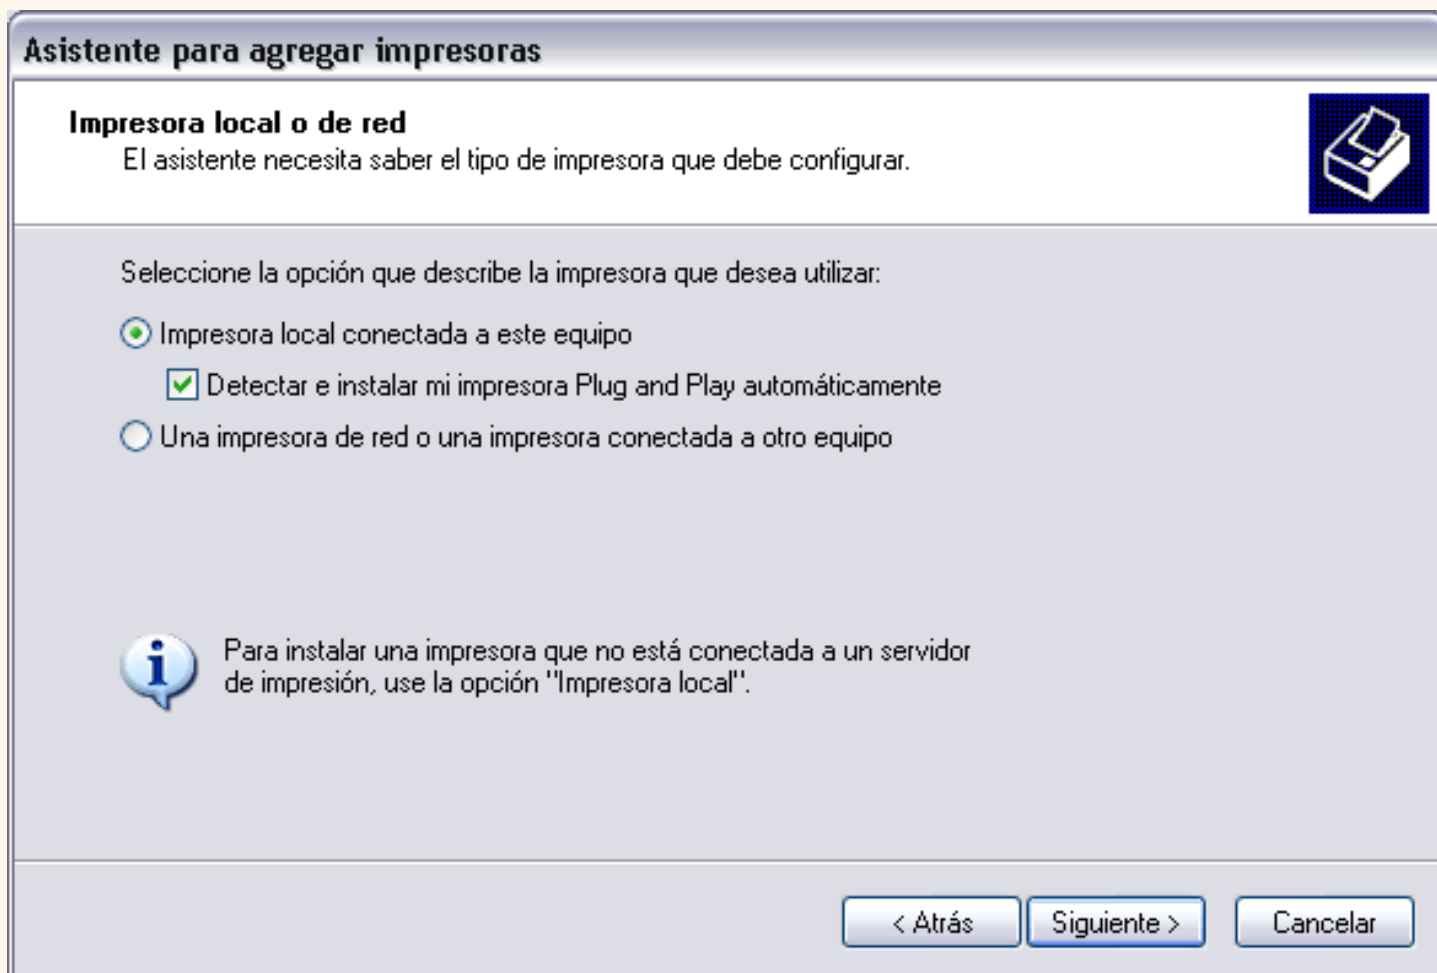 Asistente para agregar impresoras
Impresora local o de red
El asistente necesita saber el tipo de impresora que debe configurar.
Seleccione la opción que describe la impresora que desea utilizar:
Impresora local conectada a este equipo
Detectar e instalar mi impresora Plug and Play automáticamente
Una impresora de red o una impresora conectada a otro equipo
Para instalar una impresora que no está conectada a un servidor
de impresión, use la opción "Impresora local".
< Atrás
Siguiente >
Cancelar